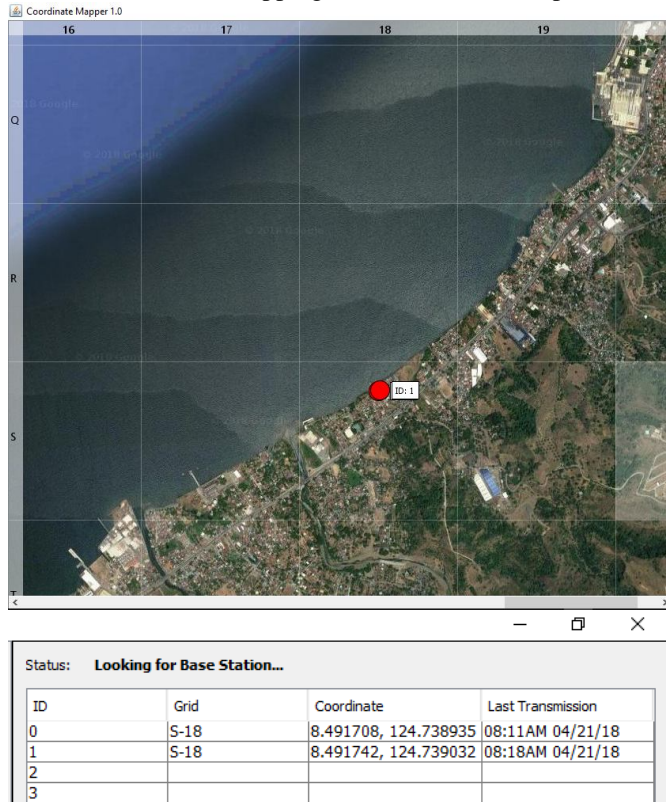 Coordinate Mapper 1.0
16 17 18 19
Q
© 2018 Google
R
ID: 1
S
T
Status: Looking for Base Station...
ID Grid Coordinate Last Transmission
0 S-18 8.491708, 124.738935 08:11AM 04/21/18
1 S-18 8.491742, 124.739032 08:18AM 04/21/18
2
3